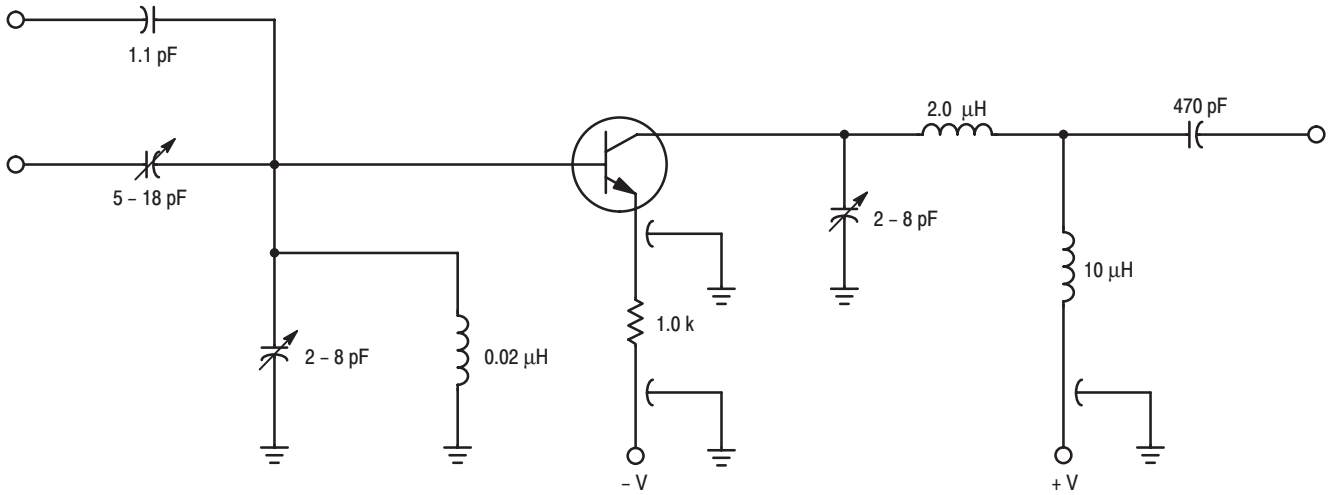 1.1 pF
5 – 18 pF
2 – 8 pF
0.02 μH
1.0 k
– V
2.0 μH
470 pF
2 – 8 pF
10 μH
+ V